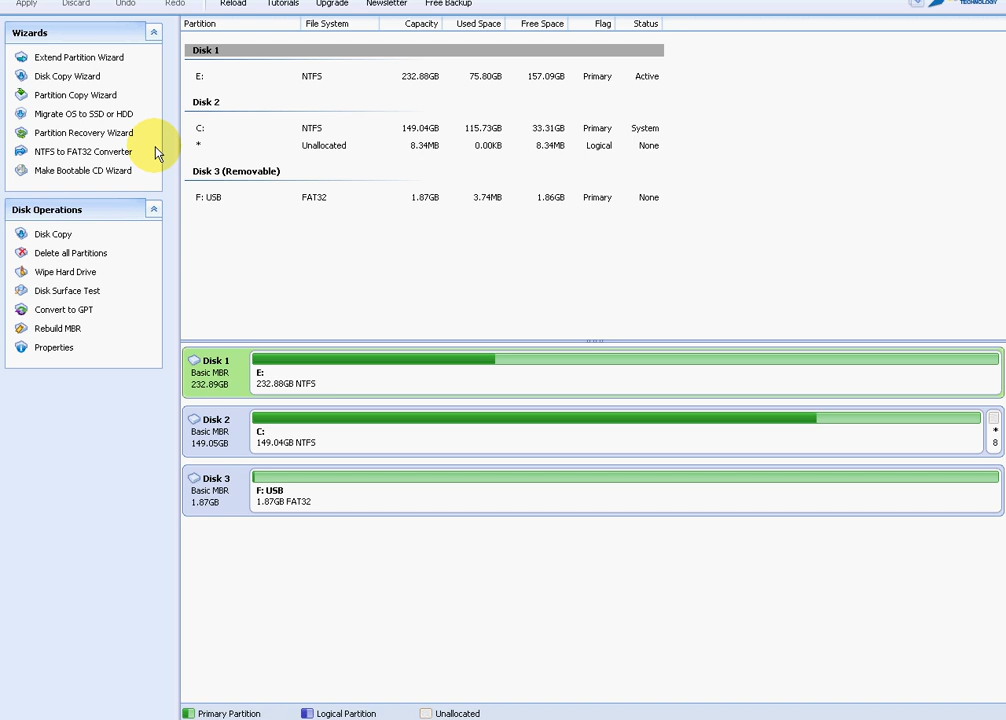 Apply Discard Undo Redo Reload Tutorials Upgrade Newsletter Free Backup
TECHNOLOGY
Wizards
Extend Partition Wizard
Disk Copy Wizard
Partition Copy Wizard
Migrate OS to SSD or HDD
Partition Recovery Wizard
NTFS to FAT32 Converter
Make Bootable CD Wizard
Disk Operations
Disk Copy
Delete all Partitions
Wipe Hard Drive
Disk Surface Test
Convert to GPT
Rebuild MBR
Properties
Partition File System Capacity Used Space Free Space Flag Status
Disk 1
E: NTFS 232.88GB 75.80GB 157.09GB Primary Active
Disk 2
C: NTFS 149.04GB 115.73GB 33.31GB Primary System
* Unallocated 8.34MB 0.00KB 8.34MB Logical None
Disk 3 (Removable)
F: USB FAT32 1.87GB 3.74MB 1.86GB Primary None
Disk 1
Basic MBR
232.89GB
E:
232.88GB NTFS
Disk 2
Basic MBR
149.05GB
C:
149.04GB NTFS
*
8
Disk 3
Basic MBR
1.87GB
F: USB
1.87GB FAT32
Primary Partition Logical Partition Unallocated